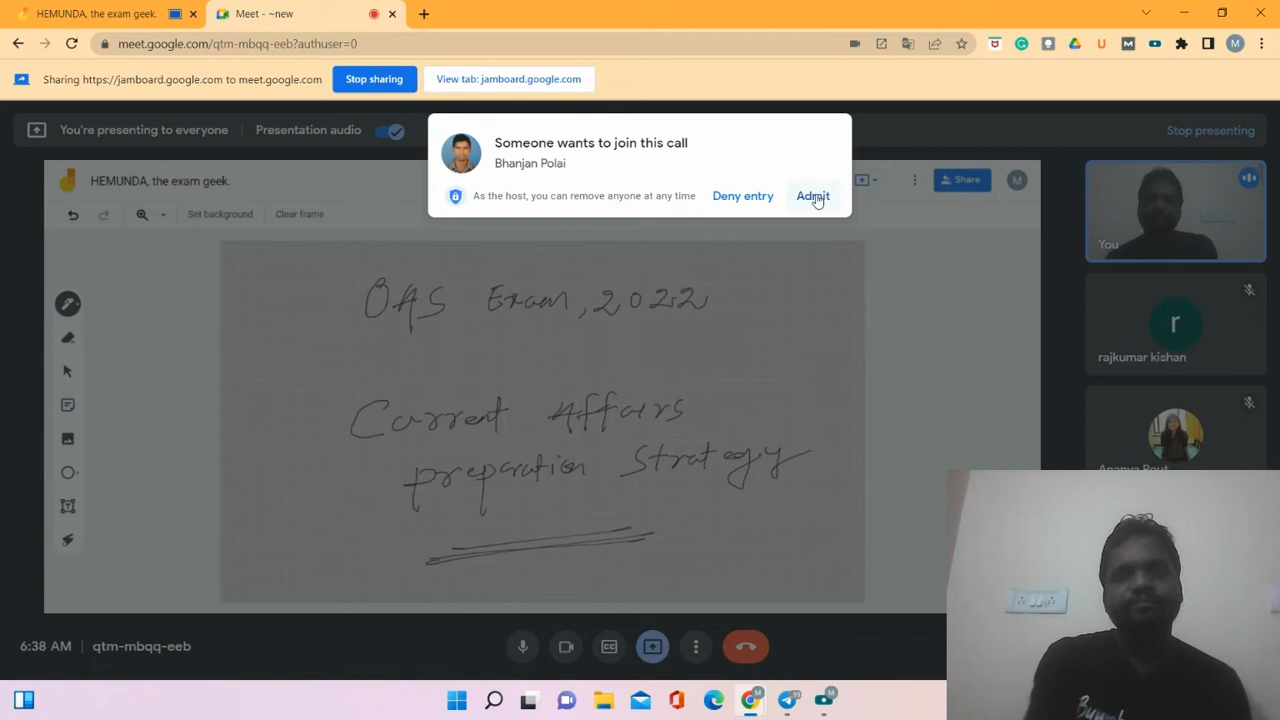 HEMUNDA, the exam geek.
Meet - ~new
meet.google.com/qtm-mbqq-eeb?authuser=0
M
Sharing https://jamboard.google.com to meet.google.com
Stop sharing
View tab: jamboard.google.com
You're presenting to everyone
Presentation audio
Stop presenting
Someone wants to join this call
Bhanjan Polai
As the host, you can remove anyone at any time
Deny entry
Admit
HEMUNDA, the exam geek.
Share
M
Set background
Clear frame
OAS Exam, 2022
Current Affairs
preparation Strategy
You
r
rajkumar kishan
Ananya Rout
6:38 AM
qtm-mbqq-eeb